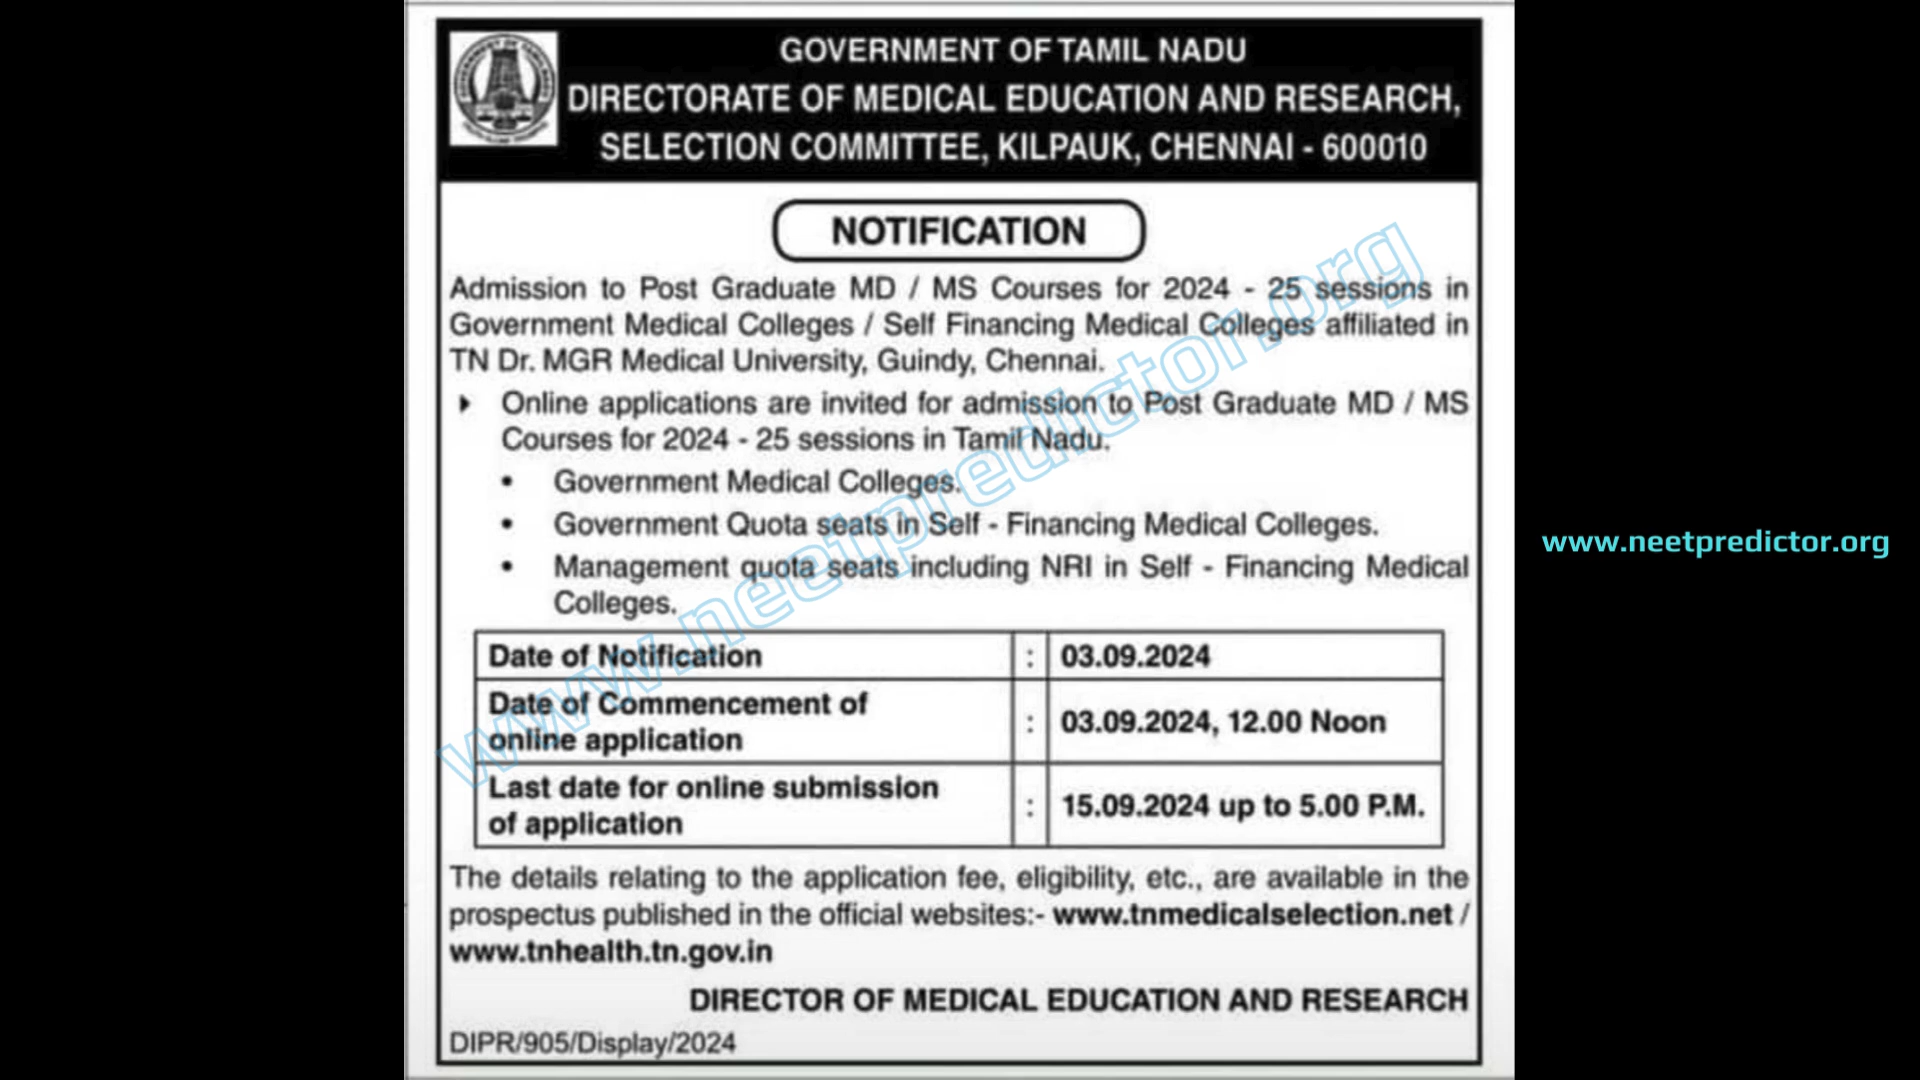 GOVERNMENT OF TAMIL NADU
DIRECTORATE OF MEDICAL EDUCATION AND RESEARCH,
SELECTION COMMITTEE, KILPAUK, CHENNAI - 600010
NOTIFICATION
Admission to Post Graduate MD / MS Courses for 2024 - 25 sessions in
Government Medical Colleges / Self Financing Medical Colleges affiliated in
TN Dr. MGR Medical University, Guindy, Chennai.
Online applications are invited for admission to Post Graduate MD / MS
Courses for 2024 - 25 sessions in Tamil Nadu.
• Government Medical Colleges.
• Government Quota seats in Self - Financing Medical Colleges.
• Management quota seats including NRI in Self - Financing Medical
Colleges.
Date of Notification : 03.09.2024
Date of Commencement of
online application : 03.09.2024, 12.00 Noon
Last date for online submission
of application : 15.09.2024 up to 5.00 P.M.
The details relating to the application fee, eligibility, etc., are available in the
prospectus published in the official websites:- www.tnmedicalselection.net /
www.tnhealth.tn.gov.in
DIRECTOR OF MEDICAL EDUCATION AND RESEARCH
DIPR/905/Display/2024
www.neetpredictor.org
www.neetpredictor.org